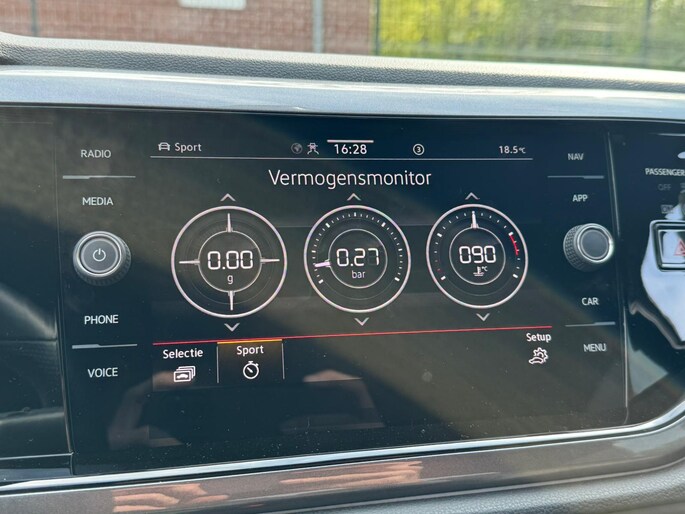 RADIO
MEDIA
PHONE
VOICE
Sport
16:28
3
18.5°C
Vermogensmonitor
0.00
g
0.27
bar
090
°C
Selectie
Sport
Setup
NAV
APP
CAR
MENU
PASSENGER
OFF